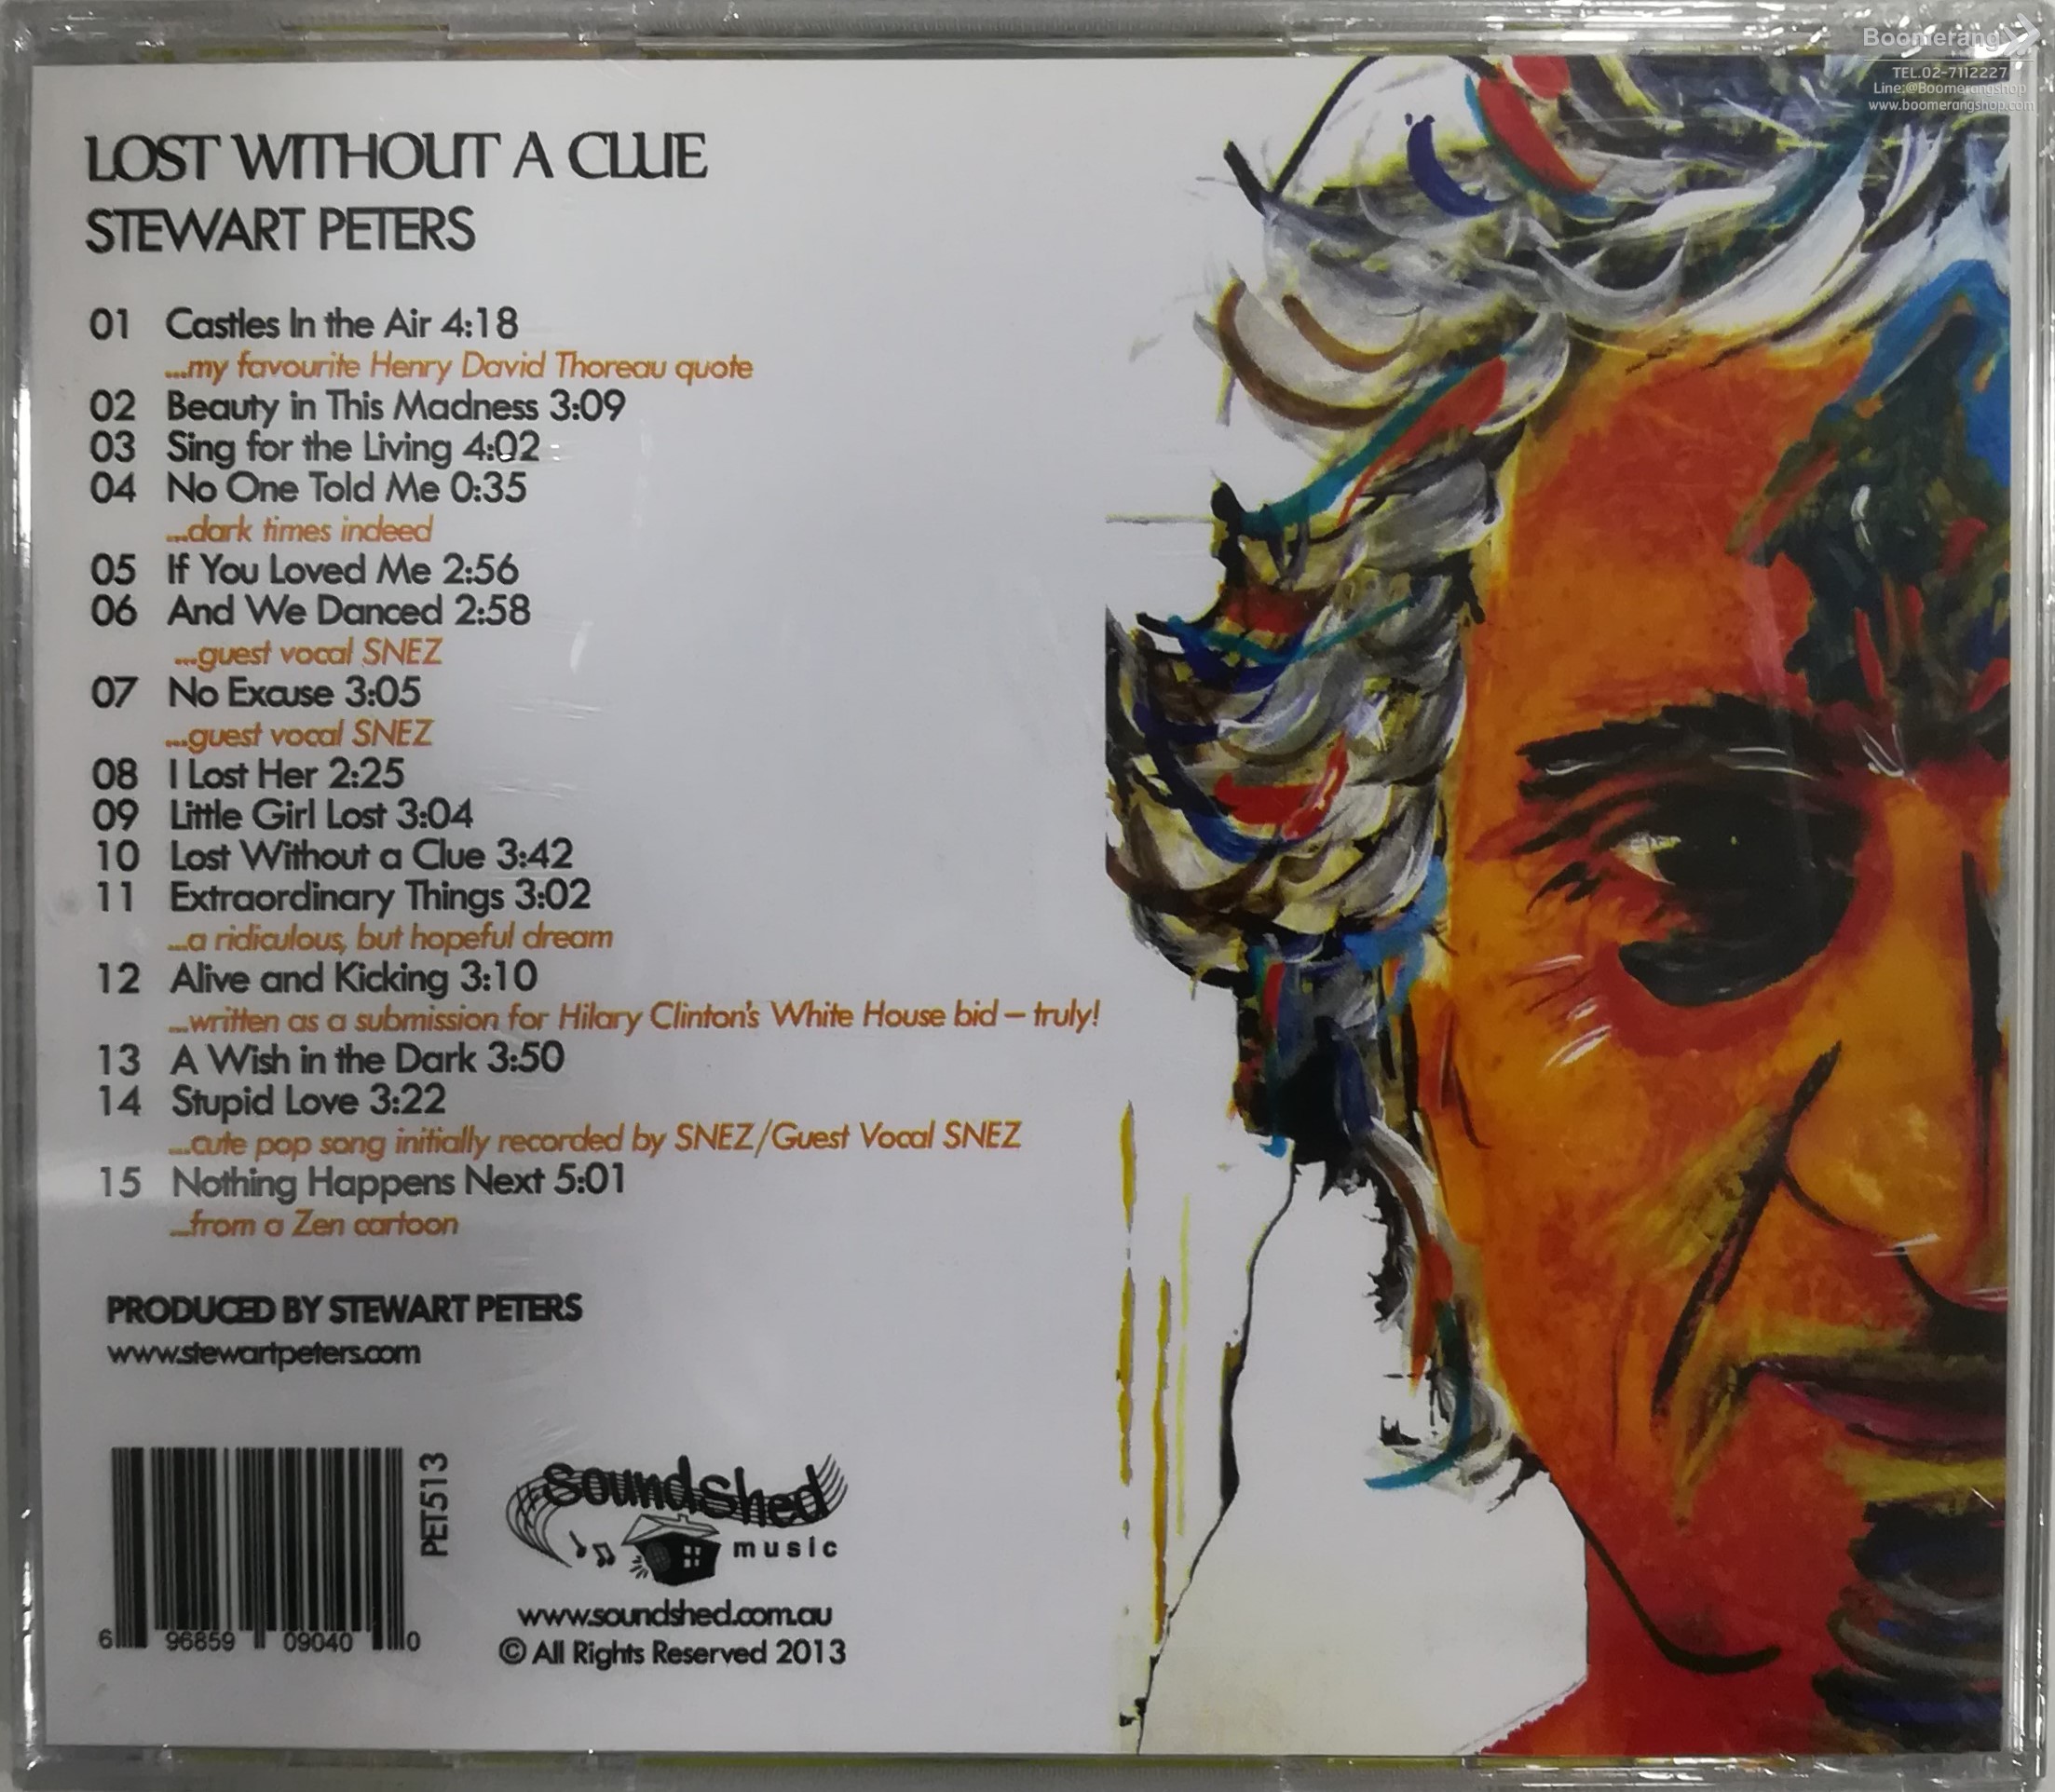 Boomerang
TEL.02-7112227
Line:@Boomerangshop
www.boomerangshop.com
LOST WITHOUT A CLUE
STEWART PETERS
01 Castles In the Air 4:18
...my favourite Henry David Thoreau quote
02 Beauty in This Madness 3:09
03 Sing for the Living 4:02
04 No One Told Me 0:35
...dark times indeed
05 If You Loved Me 2:56
06 And We Danced 2:58
...guest vocal SNEZ
07 No Excuse 3:05
...guest vocal SNEZ
08 I Lost Her 2:25
09 Little Girl Lost 3:04
10 Lost Without a Clue 3:42
11 Extraordinary Things 3:02
...a ridiculous, but hopeful dream
12 Alive and Kicking 3:10
...written as a submission for Hilary Clinton's White House bid – truly!
13 A Wish in the Dark 3:50
14 Stupid Love 3:22
...cute pop song initially recorded by SNEZ/Guest Vocal SNEZ
15 Nothing Happens Next 5:01
...from a Zen cartoon
PRODUCED BY STEWART PETERS
www.stewartpeters.com
6 96859 09040 0
PET513
soundshed
music
www.soundshed.com.au
© All Rights Reserved 2013